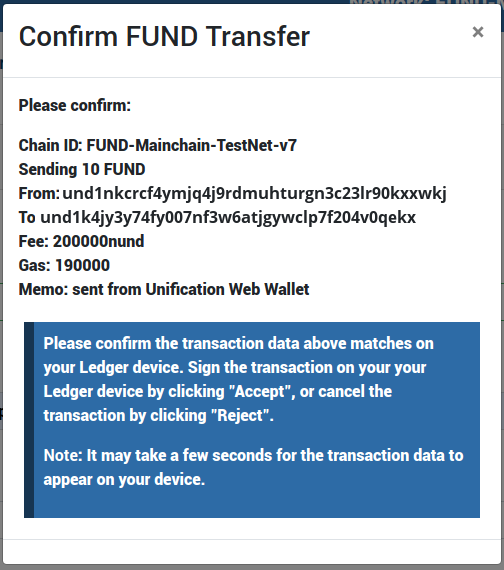 Confirm FUND Transfer ×
Please confirm:
Chain ID: FUND-Mainchain-TestNet-v7
Sending 10 FUND
From: und1nkcrcf4ymjq4j9rdmuhturgn3c23lr90kxxwkj
To und1k4jy3y74fy007nf3w6atjgywclp7f204v0qekx
Fee: 200000nund
Gas: 190000
Memo: sent from Unification Web Wallet
Please confirm the transaction data above matches on
your Ledger device. Sign the transaction on your your
Ledger device by clicking "Accept", or cancel the
transaction by clicking "Reject".
Note: It may take a few seconds for the transaction data to
appear on your device.